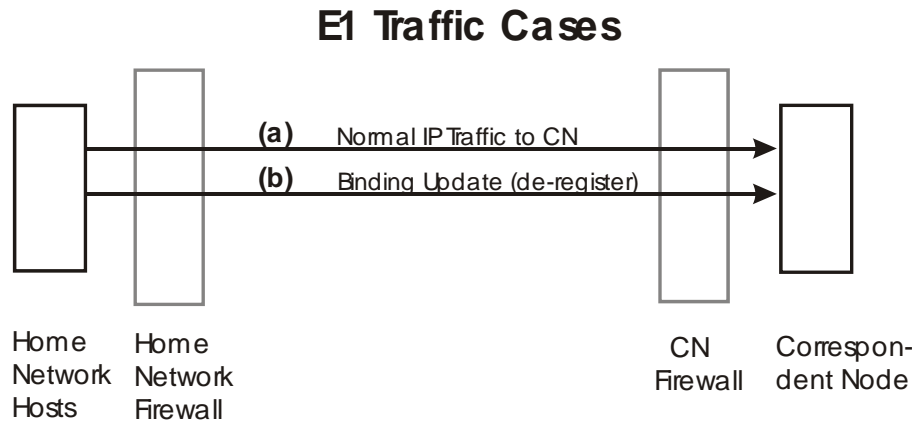 E1 Traffic Cases
(a) Normal IP Traffic to CN
(b) Binding Update (de-register)
Home
Network
Hosts
Home
Network
Firewall
CN
Firewall
Correspon-
dent Node